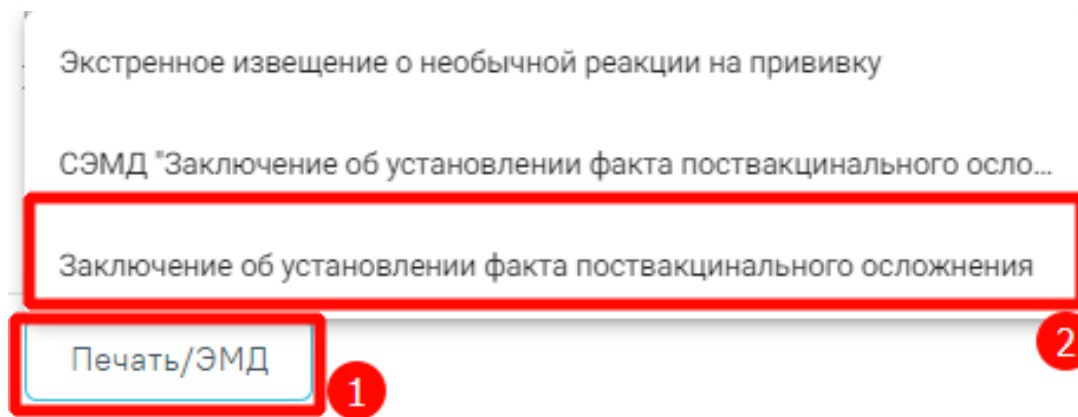 Экстренное извещение о необычной реакции на прививку
СЭМД "Заключение об установлении факта поствакцинального осло...
Заключение об установлении факта поствакцинального осложнения
2
Печать/ЭМД
1